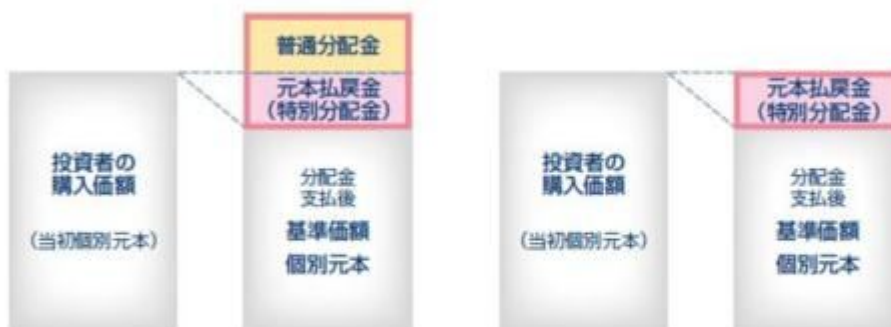 普通分配金
元本払戻金
(特別分配金)
投資者の
購入価額
(当初個別元本)
分配金
支払後
基準価額
個別元本
元本払戻金
(特別分配金)
投資者の
購入価額
(当初個別元本)
分配金
支払後
基準価額
個別元本